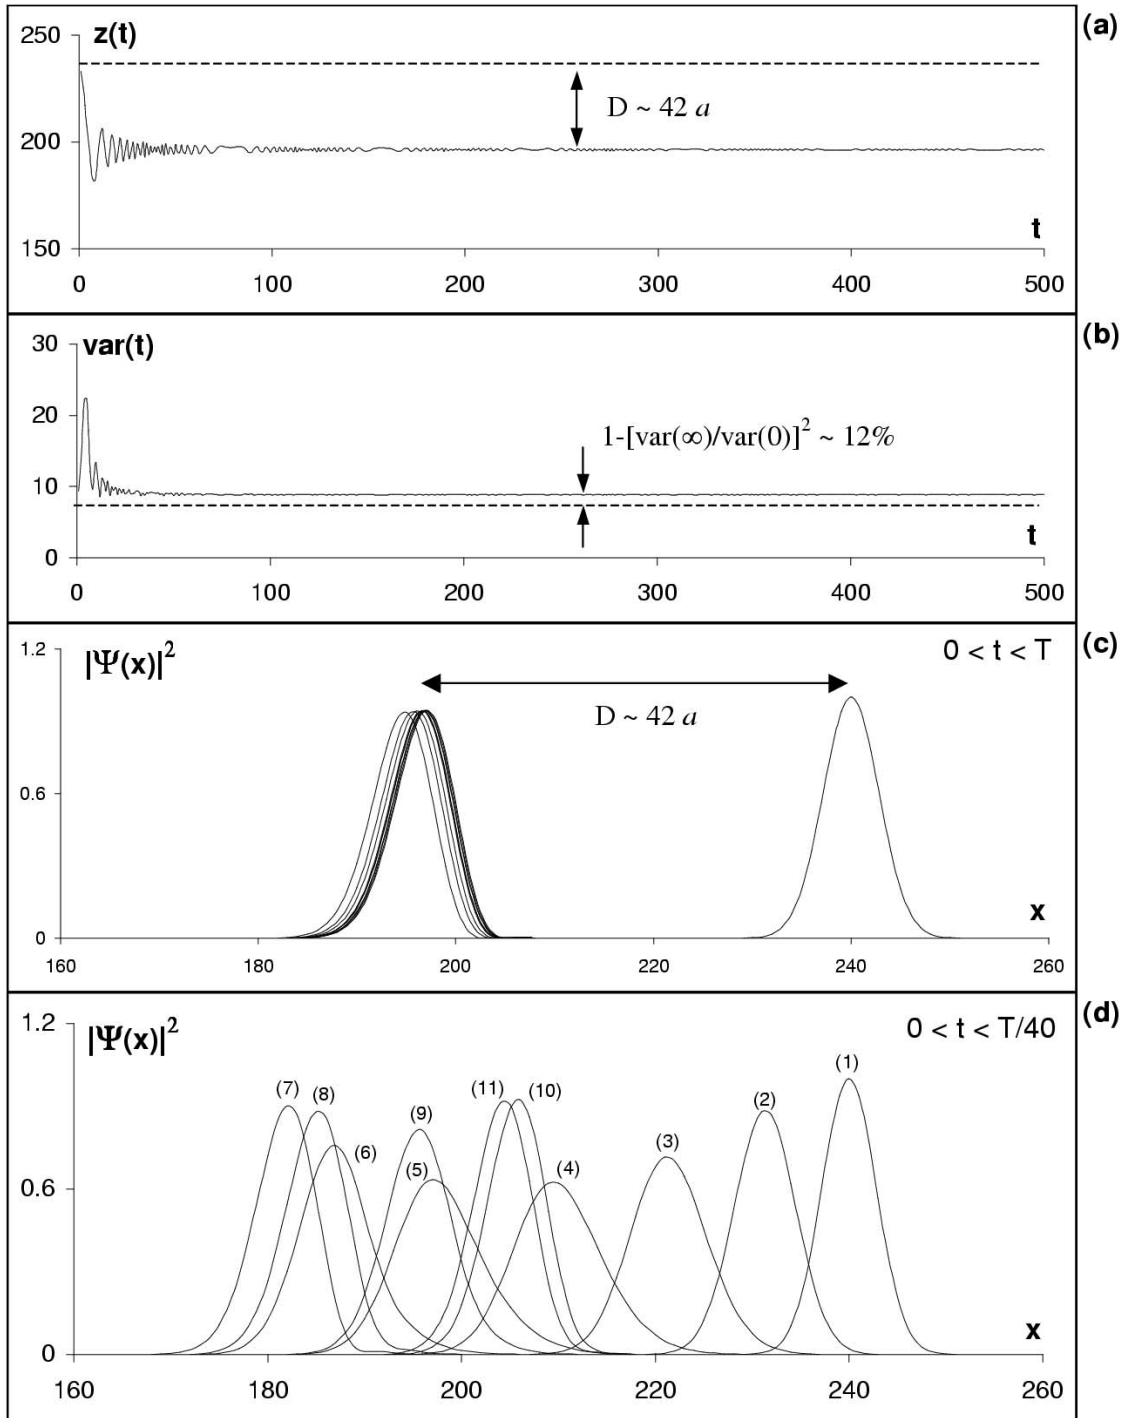 (a)
z(t)
250
200
150
D ~ 42 a
t
0 100 200 300 400 500
(b)
var(t)
30
20
10
0
1-[var(∞)/var(0)]² ~ 12%
t
0 100 200 300 400 500
(c)
|Ψ(x)|²
0 < t < T
1.2
0.6
0
D ~ 42 a
x
160 180 200 220 240 260
(d)
|Ψ(x)|²
0 < t < T/40
1.2
0.6
0
(1)
(2)
(3)
(4)
(5)
(6)
(7)
(8)
(9)
(10)
(11)
x
160 180 200 220 240 260